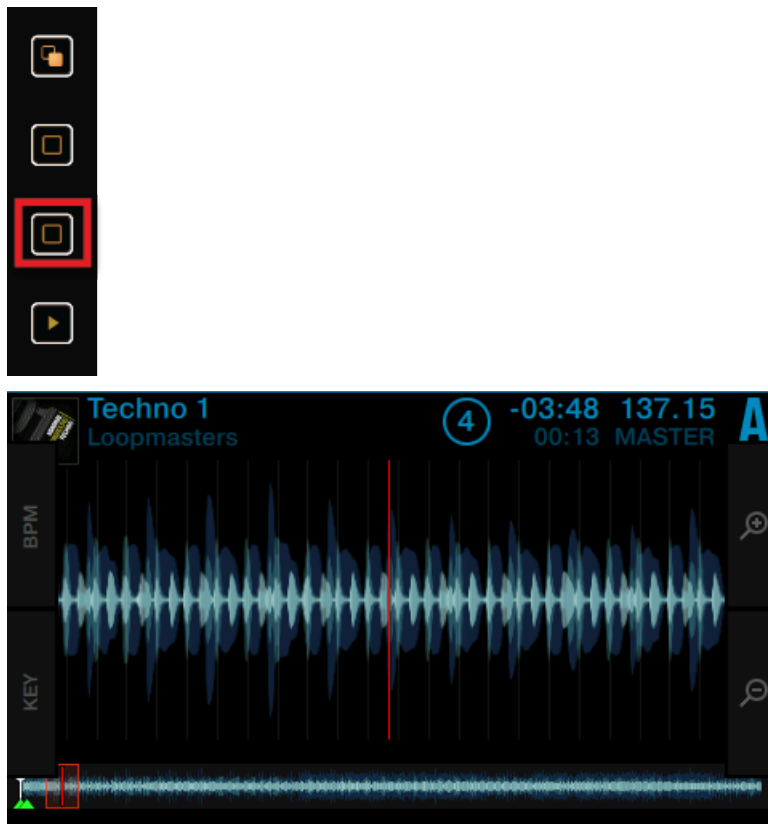 Techno 1
Loopmasters
4
-03:48 137.15
00:13 MASTER
A
BPM
KEY